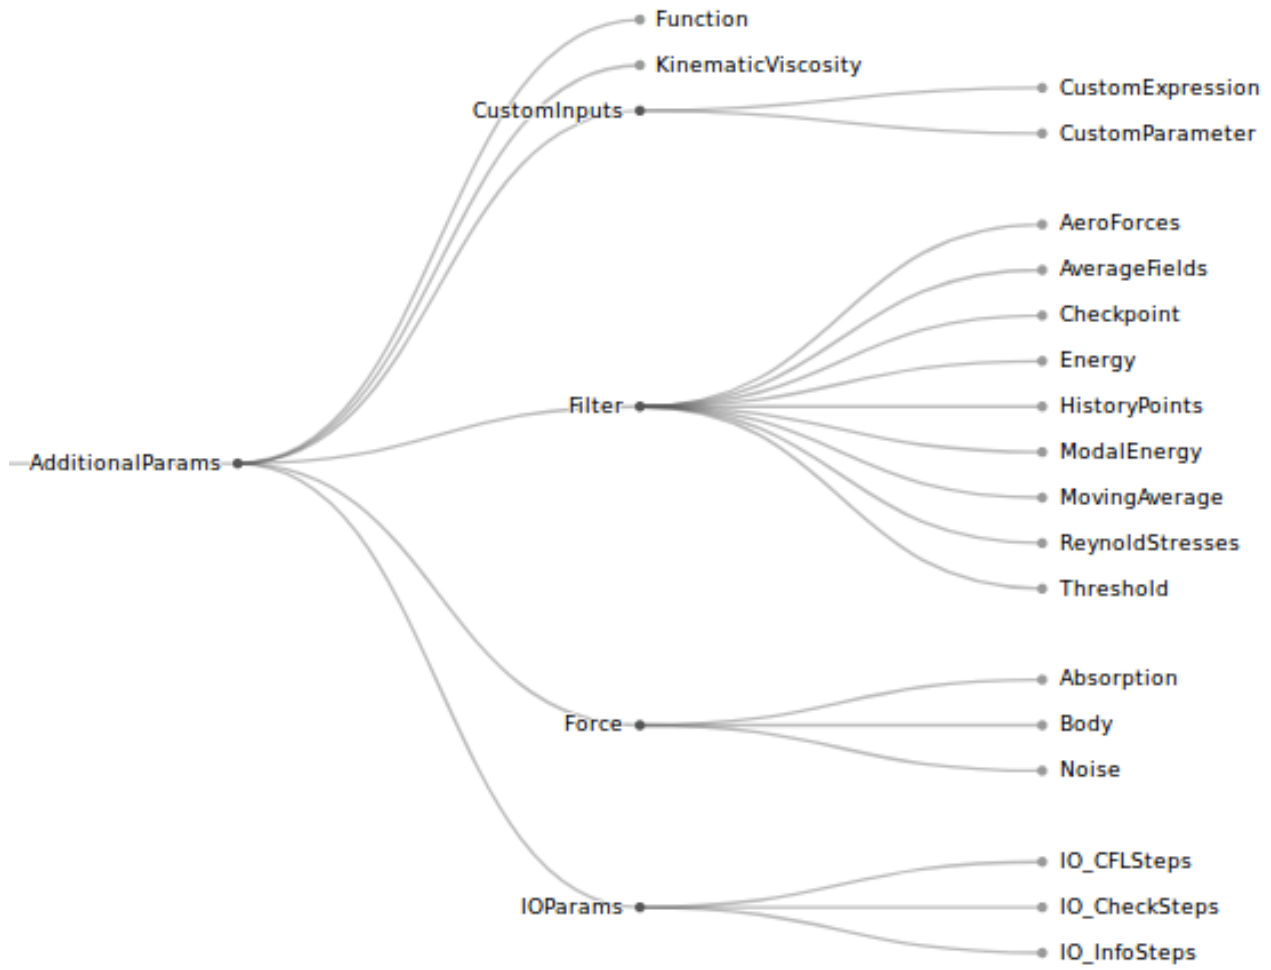 Function
KinematicViscosity
CustomInputs
CustomExpression
CustomParameter
AeroForces
AverageFields
Checkpoint
Energy
Filter
HistoryPoints
ModalEnergy
AdditionalParams
MovingAverage
ReynoldStresses
Threshold
Absorption
Force
Body
Noise
IO_CFLSteps
IOParams
IO_CheckSteps
IO_InfoSteps